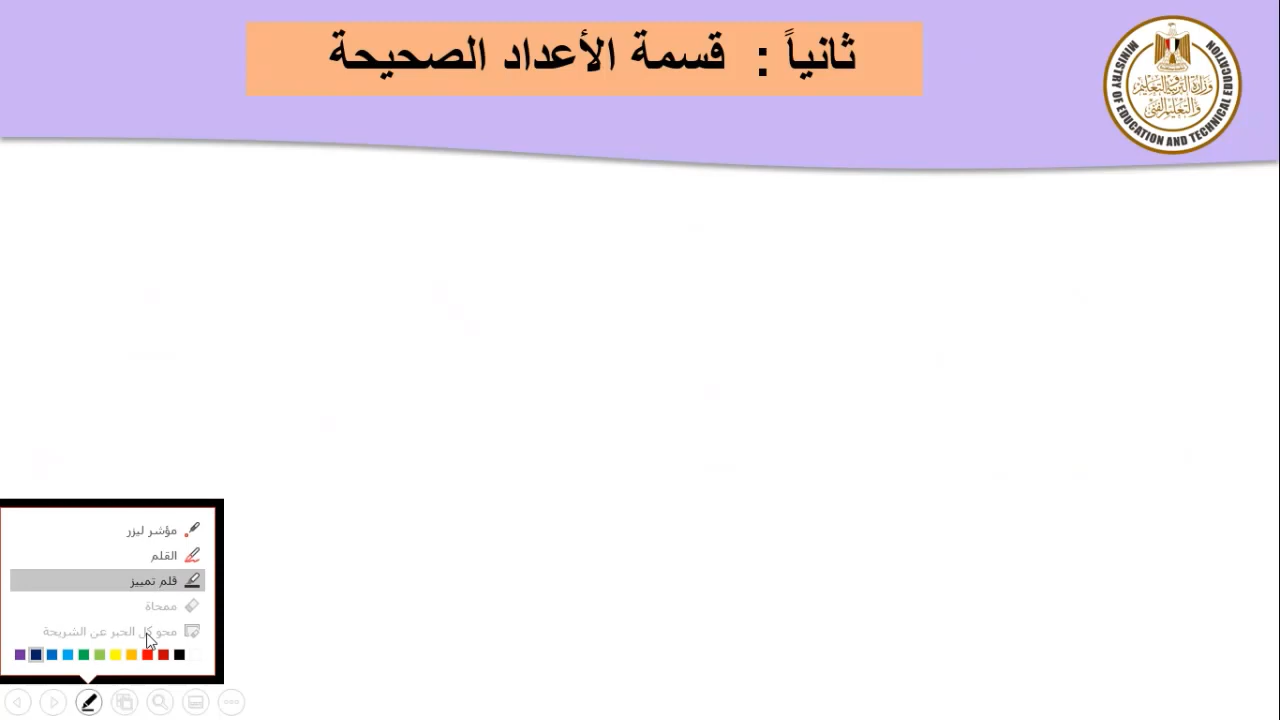 ثانياً : قسمة الأعداد الصحيحة
وزارة التربية والتعليم
والتعليم الفني
MINISTRY OF EDUCATION AND TECHNICAL EDUCATION
مؤشر ليزر
القلم
قلم تمييز
ممحاة
محو كل الحبر عن الشريحة